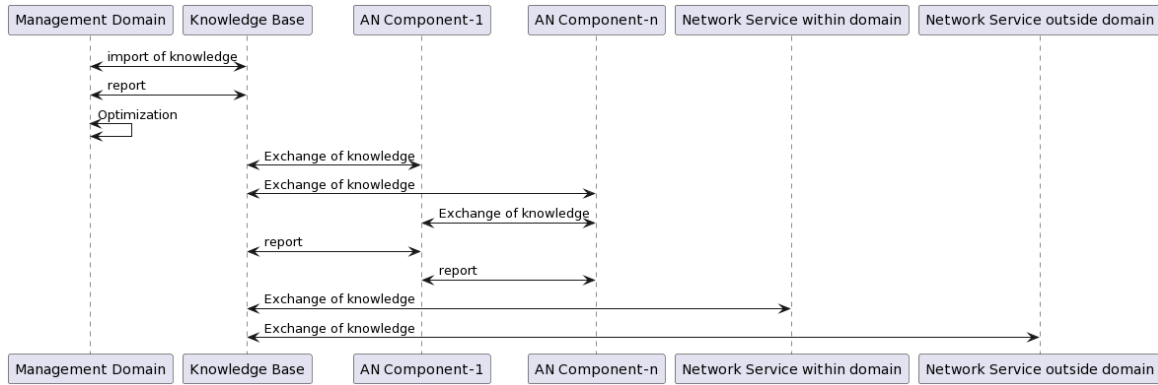 Management Domain
Knowledge Base
AN Component-1
AN Component-n
Network Service within domain
Network Service outside domain
import of knowledge
report
Optimization
Exchange of knowledge
Exchange of knowledge
Exchange of knowledge
report
report
Exchange of knowledge
Exchange of knowledge
Management Domain
Knowledge Base
AN Component-1
AN Component-n
Network Service within domain
Network Service outside domain